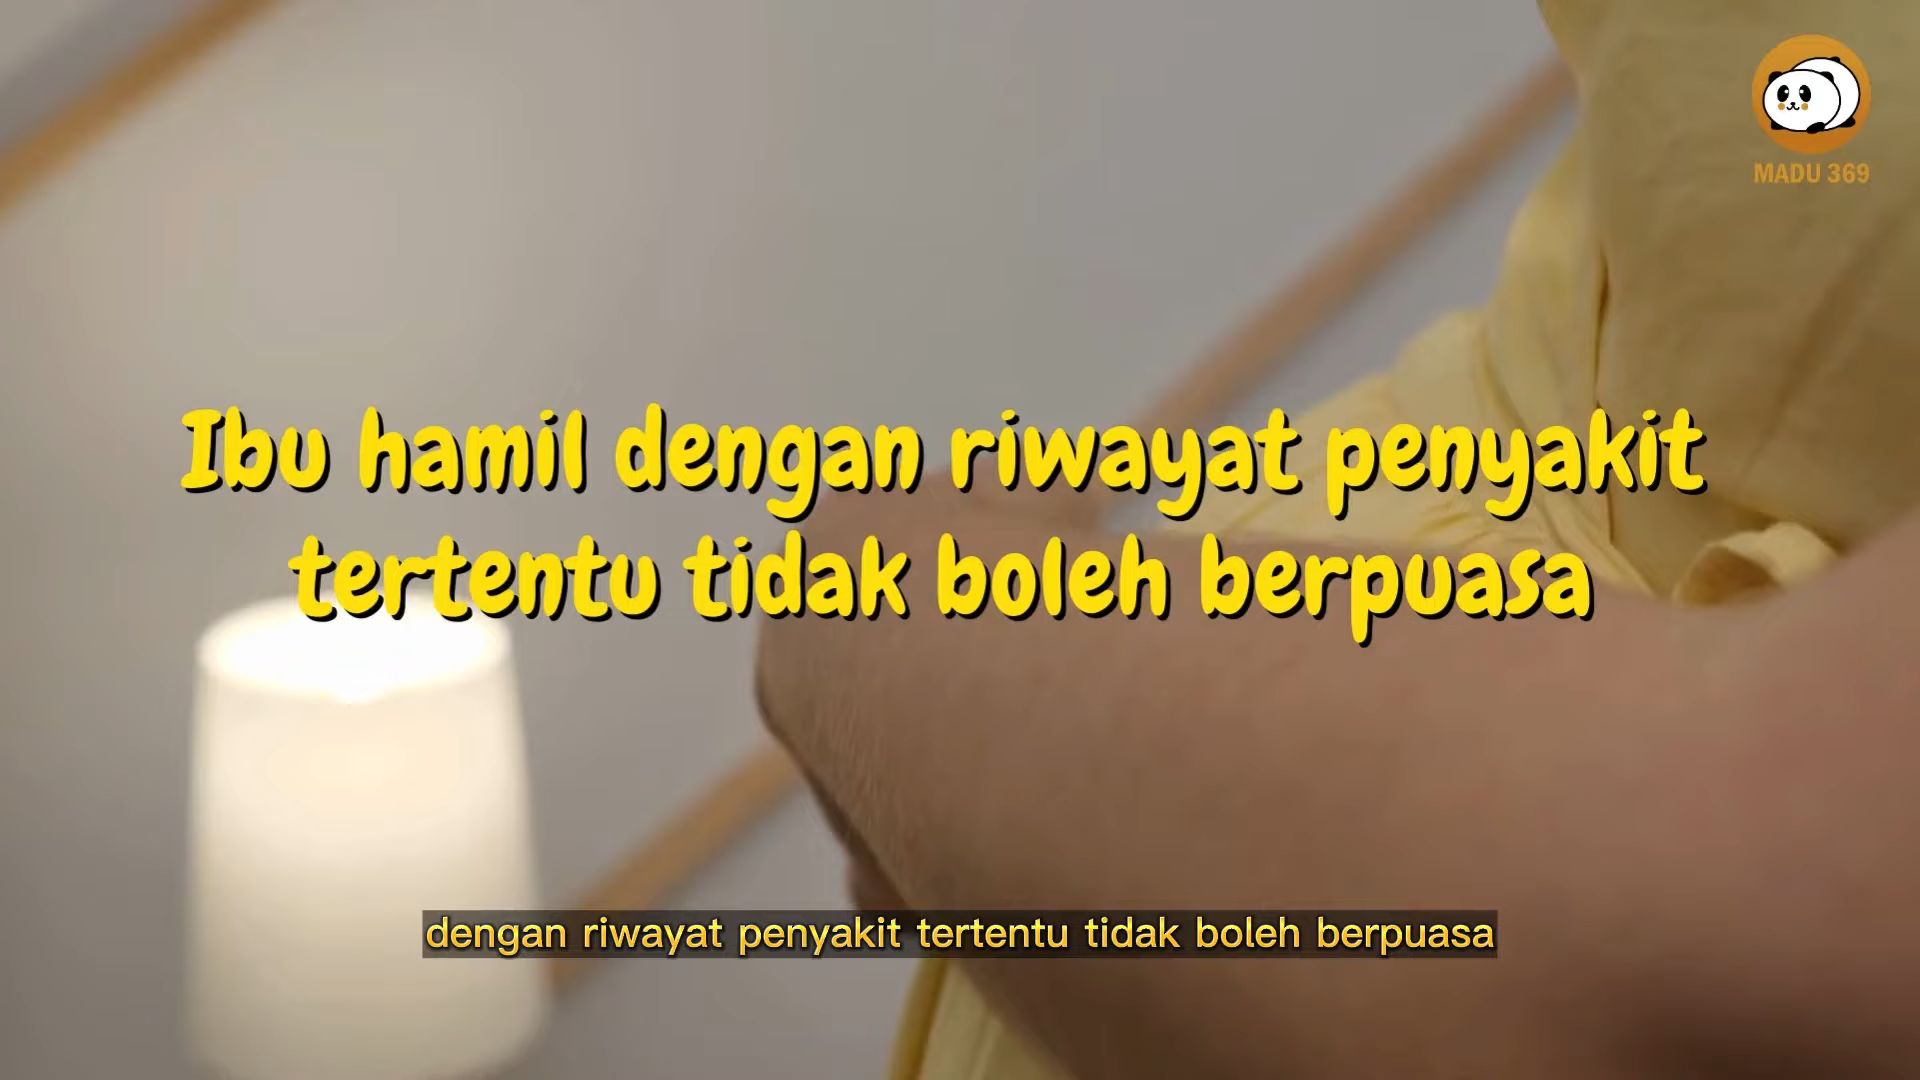 MADU 369
Ibu hamil dengan riwayat penyakit
tertentu tidak boleh berpuasa
dengan riwayat penyakit tertentu tidak boleh berpuasa